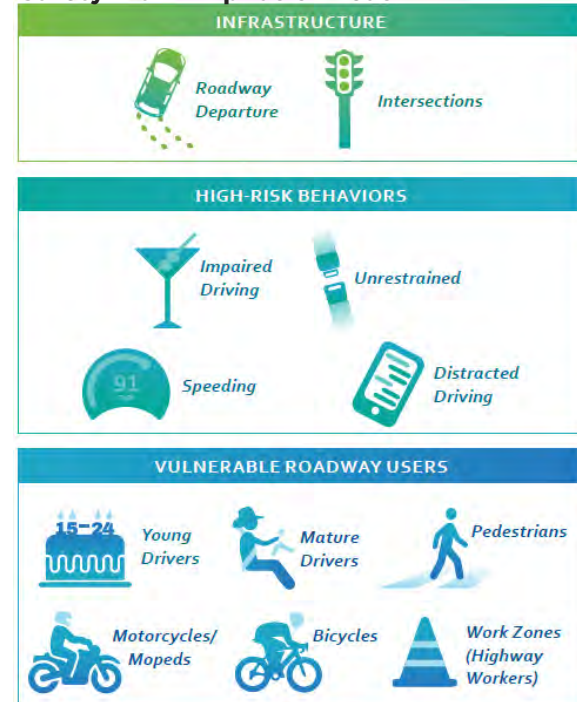 INFRASTRUCTURE
Roadway
Departure
Intersections
HIGH-RISK BEHAVIORS
Impaired
Driving
Unrestrained
91
Speeding
Distracted
Driving
VULNERABLE ROADWAY USERS
15-24
Young
Drivers
Mature
Drivers
Pedestrians
Motorcycles/
Mopeds
Bicycles
Work Zones
(Highway
Workers)